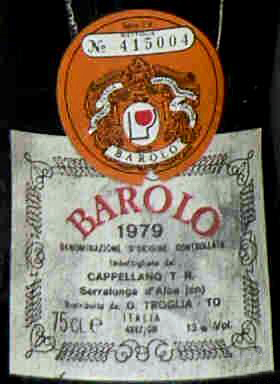 SERIE
BOTTIGLIA
№ 415004
BAROLO
BAROLO
1979
DENOMINAZIONE D'ORIGINE CONTROLLATA
Imbottigliato da:
CAPPELLANO T. R.
Serralunga d'Alba (cn)
Distribuito da: O. TROGLIA - TO
75 CL e ITALIA
13 % Vol.